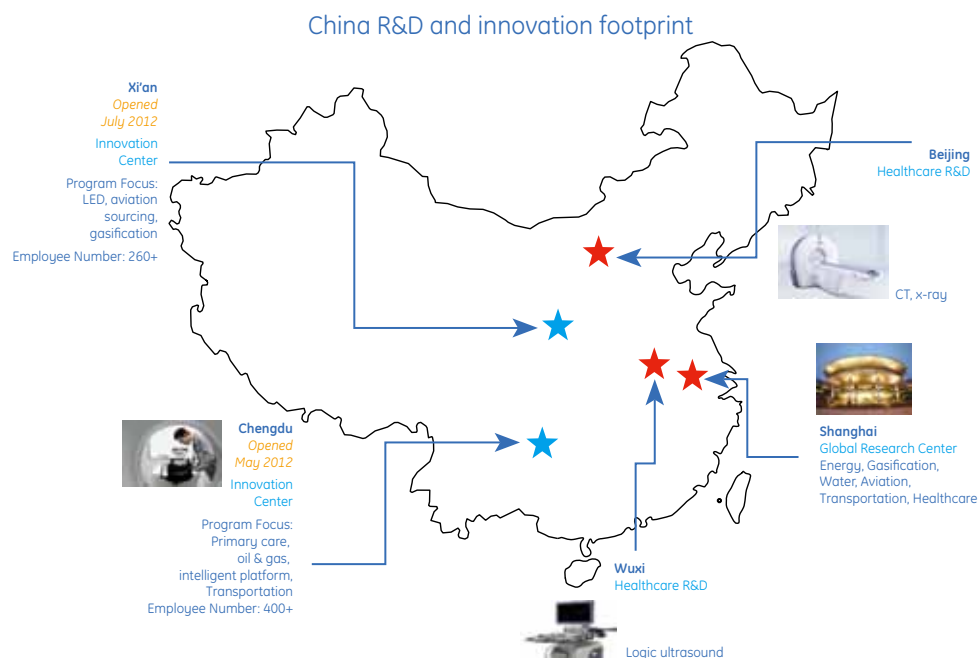 China R&D and innovation footprint
Xi'an
Opened
July 2012
Innovation
Center
Program Focus:
LED, aviation
sourcing,
gasification
Employee Number: 260+
Beijing
Healthcare R&D
CT, x-ray
Chengdu
Opened
May 2012
Innovation
Center
Program Focus:
Primary care,
oil & gas,
intelligent platform,
Transportation
Employee Number: 400+
Shanghai
Global Research Center
Energy, Gasification,
Water, Aviation,
Transportation, Healthcare
Wuxi
Healthcare R&D
Logic ultrasound